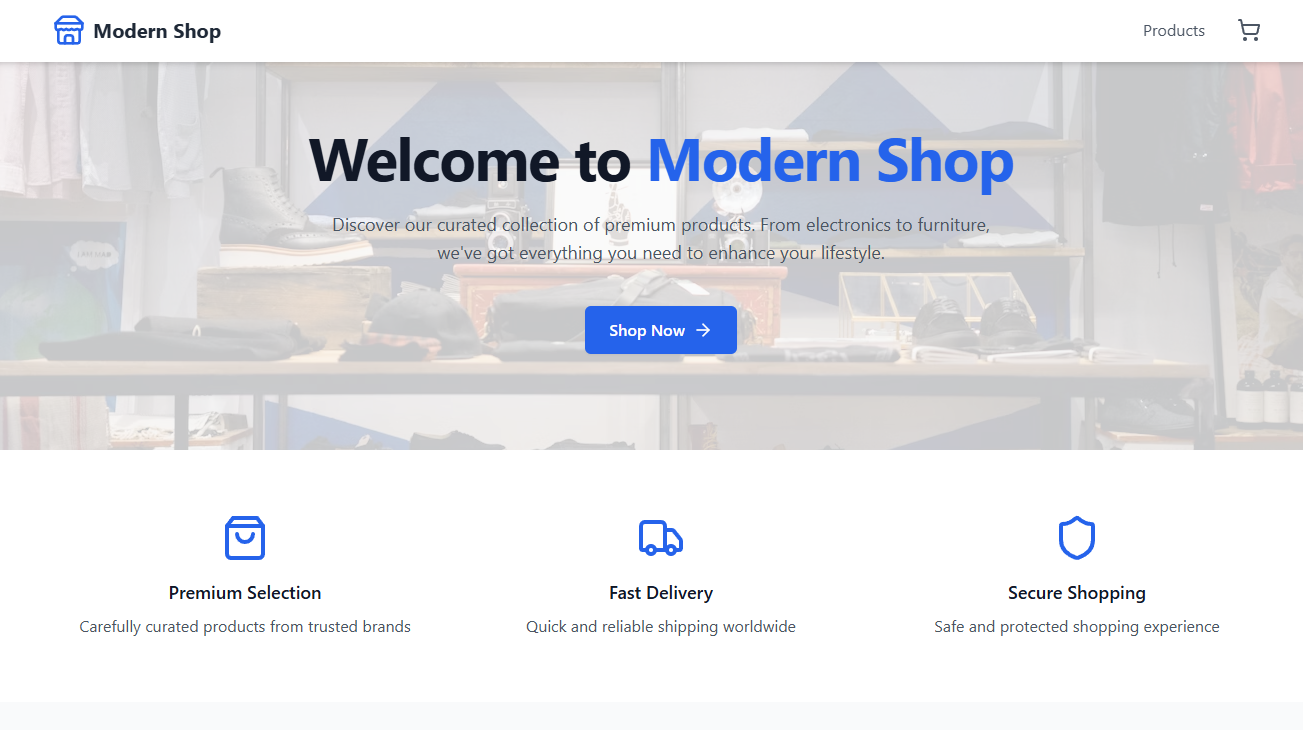 Modern Shop
Products
Welcome to Modern Shop
Discover our curated collection of premium products. From electronics to furniture,
we've got everything you need to enhance your lifestyle.
Shop Now
Premium Selection
Fast Delivery
Secure Shopping
Carefully curated products from trusted brands
Quick and reliable shipping worldwide
Safe and protected shopping experience